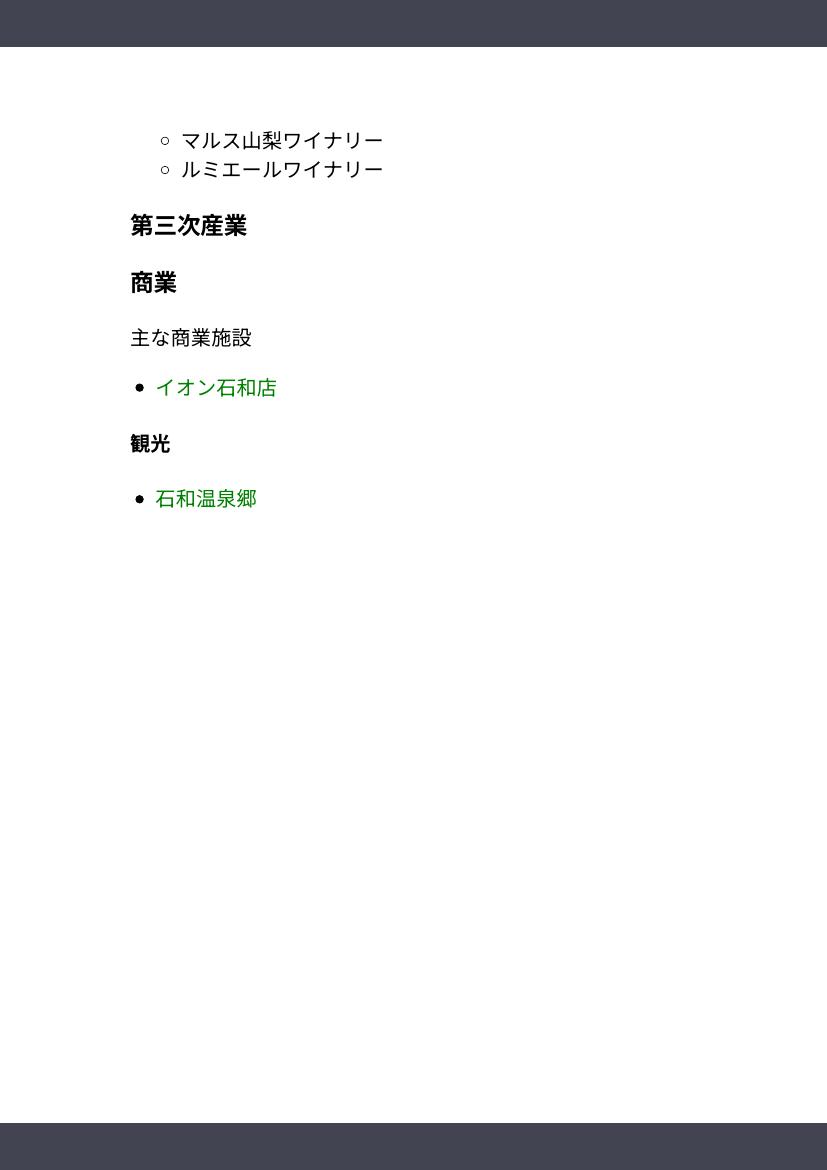 マルス山梨ワイナリー
ルミエールワイナリー
第三次産業
商業
主な商業施設
イオン石和店
観光
石和温泉郷